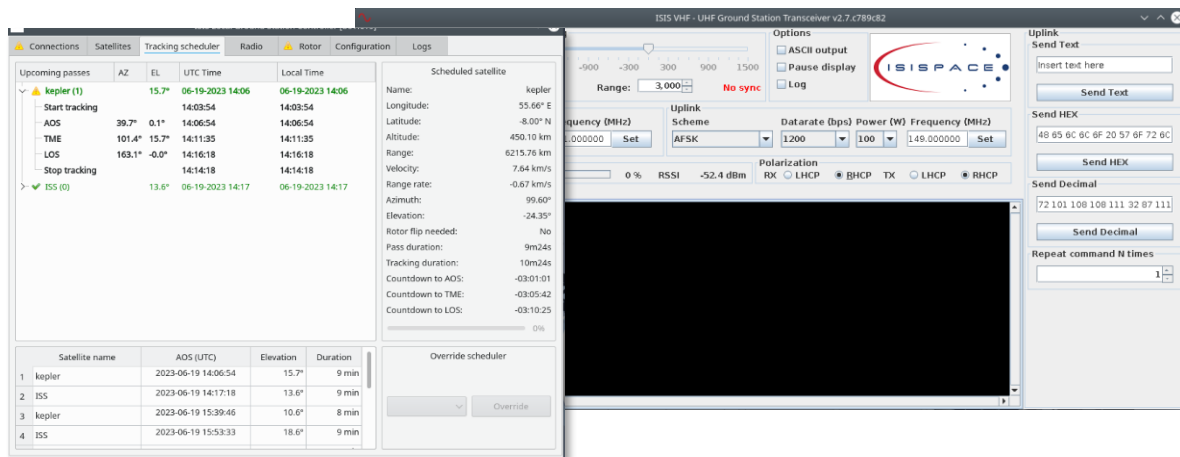 ISIS VHF - UHF Ground Station Transceiver v2.7.c789c82
Connections Satellites Tracking scheduler Radio Rotor Configuration Logs
Upcoming passes AZ EL UTC Time Local Time
kepler (1) 15.7° 06-19-2023 14:06 06-19-2023 14:06
Start tracking 14:03:54 14:03:54
AOS 39.7° 0.1° 14:06:54 14:06:54
TME 101.4° 15.7° 14:11:35 14:11:35
LOS 163.1° -0.0° 14:16:18 14:16:18
Stop tracking 14:14:18 14:14:18
ISS (0) 13.6° 06-19-2023 14:17 06-19-2023 14:17
Scheduled satellite
Name: kepler
Longitude: 55.66° E
Latitude: -8.00° N
Altitude: 450.10 km
Range: 6215.76 km
Velocity: 7.64 km/s
Range rate: -0.67 km/s
Azimuth: 99.60°
Elevation: -24.35°
Rotor flip needed: No
Pass duration: 9m24s
Tracking duration: 10m24s
Countdown to AOS: -03:01:01
Countdown to TME: -03:05:42
Countdown to LOS: -03:10:25
0%
Satellite name AOS (UTC) Elevation Duration
1 kepler 2023-06-19 14:06:54 15.7° 9 min
2 ISS 2023-06-19 14:17:18 13.6° 9 min
3 kepler 2023-06-19 15:39:46 10.6° 8 min
4 ISS 2023-06-19 15:53:33 18.6° 9 min
Override scheduler
Override
-900 -300 300 900 1500
Range: 3,000 No sync
Options
ASCII output
Pause display
Log
ISISPACE
quency (MHz)
.000000 Set
Uplink
Scheme Datarate (bps) Power (W) Frequency (MHz)
AFSK 1200 100 149.000000 Set
0 % RSSI -52.4 dBm
Polarization
RX LHCP RHCP TX LHCP RHCP
Uplink
Send Text
Insert text here
Send Text
Send HEX
48 65 6C 6C 6F 20 57 6F 72 6C
Send HEX
Send Decimal
72 101 108 108 111 32 87 111
Send Decimal
Repeat command N times
1